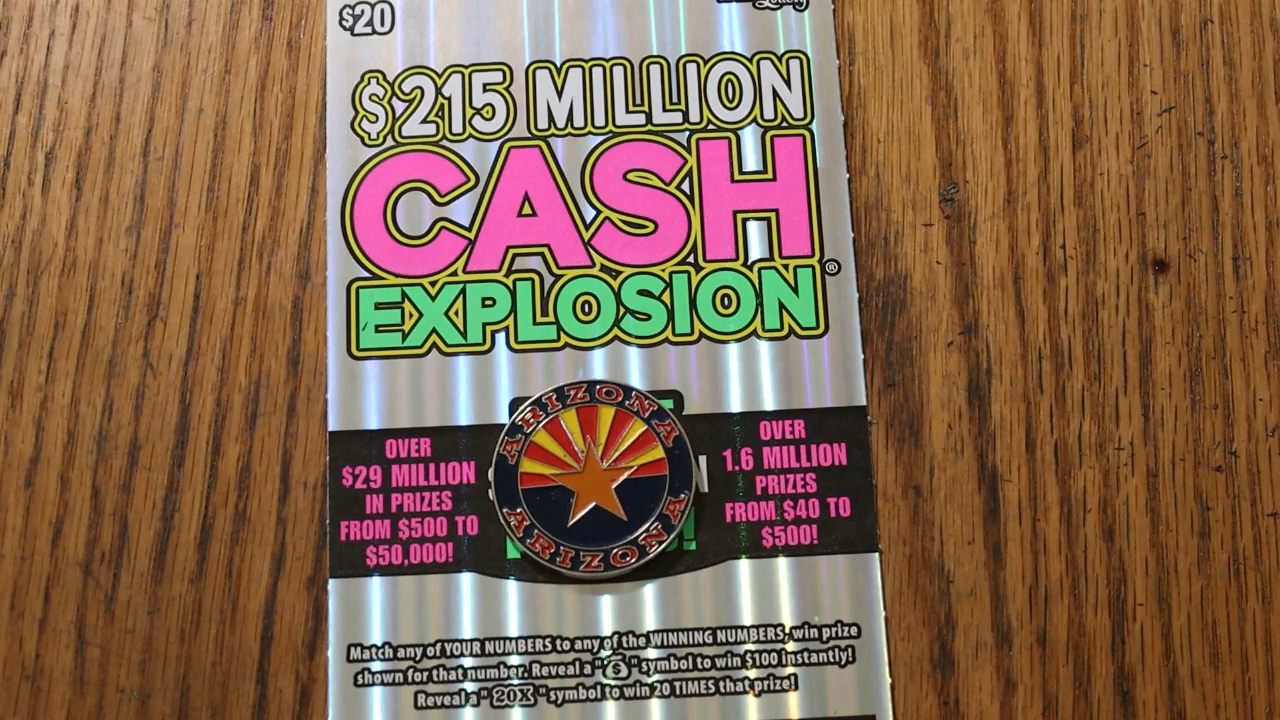 $20
Lottery
$215 MILLION
CASH
EXPLOSION®
ARIZONA
ARIZONA
OVER
$29 MILLION
IN PRIZES
FROM $500 TO
$50,000!
OVER
1.6 MILLION
PRIZES
FROM $40 TO
$500!
Match any of YOUR NUMBERS to any of the WINNING NUMBERS, win prize
shown for that number. Reveal a "$" symbol to win $100 instantly!
Reveal a "20X" symbol to win 20 TIMES that prize!